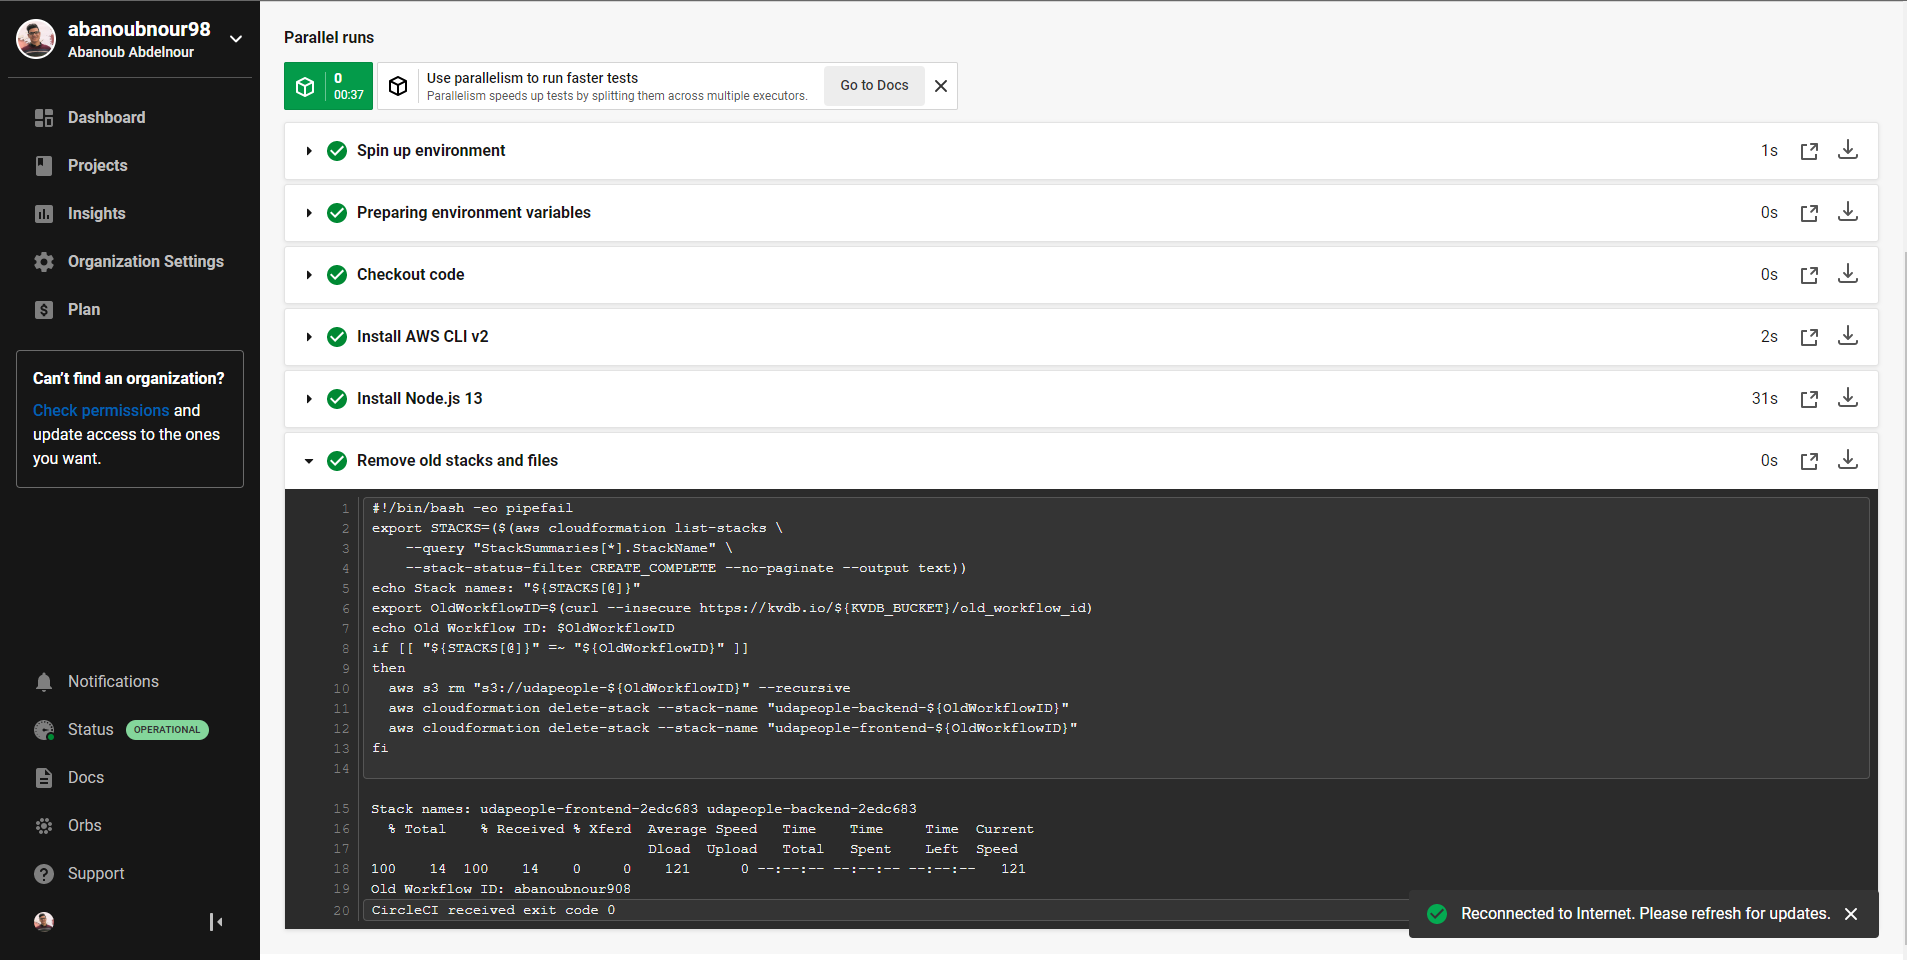 abanoubnour98
Abanoub Abdelnour
Dashboard
Projects
Insights
Organization Settings
Plan
Can't find an organization?
Check permissions and
update access to the ones
you want.
Notifications
Status OPERATIONAL
Docs
Orbs
Support
Parallel runs
0
00:37
Use parallelism to run faster tests
Parallelism speeds up tests by splitting them across multiple executors.
Go to Docs
Spin up environment 1s
Preparing environment variables 0s
Checkout code 0s
Install AWS CLI v2 2s
Install Node.js 13 31s
Remove old stacks and files 0s
1 #!/bin/bash -eo pipefail
2 export STACKS=($(aws cloudformation list-stacks \
3     --query "StackSummaries[*].StackName" \
4     --stack-status-filter CREATE_COMPLETE --no-paginate --output text))
5 echo Stack names: "${STACKS[@]}"
6 export OldWorkflowID=$(curl --insecure https://kvdb.io/${KVDB_BUCKET}/old_workflow_id)
7 echo Old Workflow ID: $OldWorkflowID
8 if [[ "${STACKS[@]}" =~ "${OldWorkflowID}" ]]
9 then
10   aws s3 rm "s3://udapeople-${OldWorkflowID}" --recursive
11   aws cloudformation delete-stack --stack-name "udapeople-backend-${OldWorkflowID}"
12   aws cloudformation delete-stack --stack-name "udapeople-frontend-${OldWorkflowID}"
13 fi
14
15 Stack names: udapeople-frontend-2edc683 udapeople-backend-2edc683
16   % Total    % Received % Xferd  Average Speed   Time    Time     Time  Current
17                                  Dload  Upload   Total   Spent    Left  Speed
18 100    14  100    14    0     0    121      0 --:--:-- --:--:-- --:--:--   121
19 Old Workflow ID: abanoubnour908
20 CircleCI received exit code 0
Reconnected to Internet. Please refresh for updates.